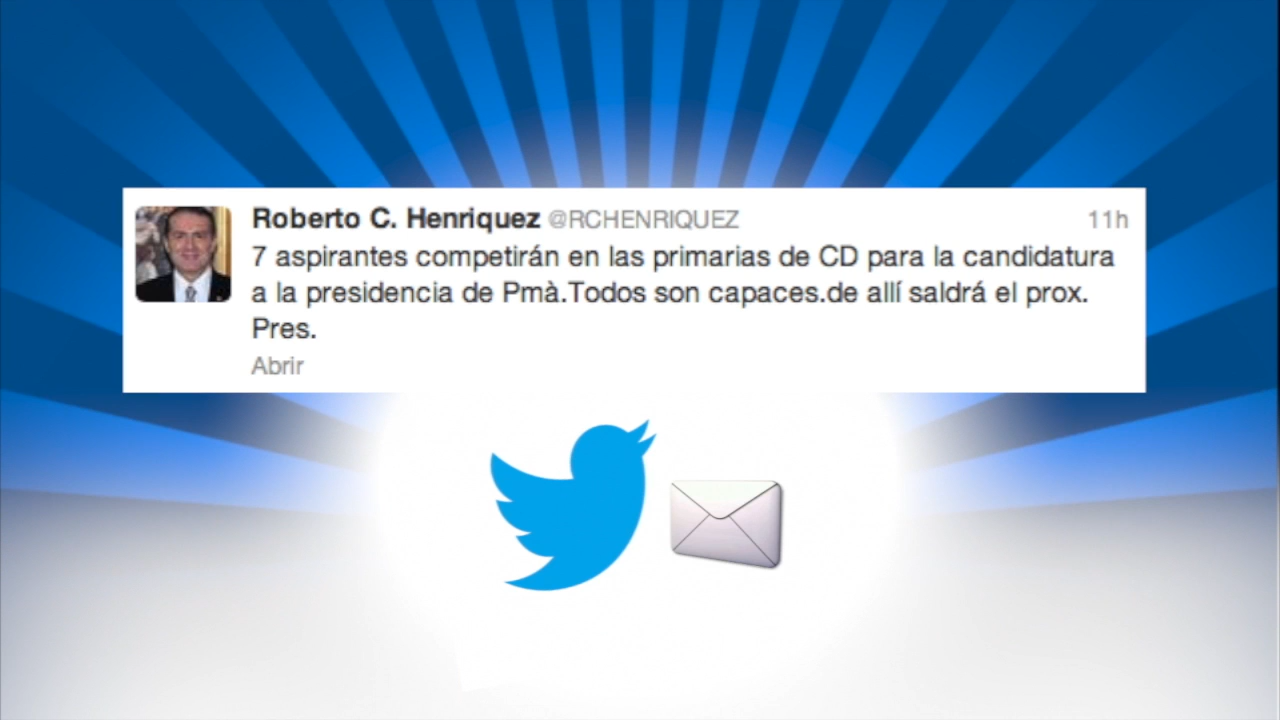 Roberto C. Henriquez @RCHENRIQUEZ 11h
7 aspirantes competirán en las primarias de CD para la candidatura
a la presidencia de Pmà.Todos son capaces.de allí saldrá el prox.
Pres.
Abrir